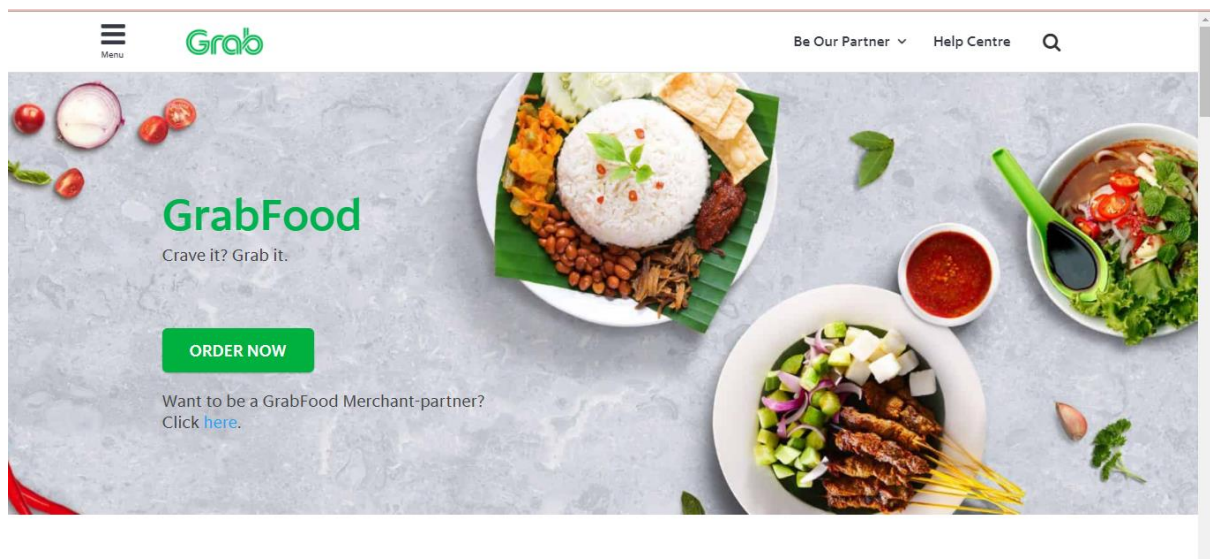 Menu
Grab
Be Our Partner
Help Centre
GrabFood
Crave it? Grab it.
ORDER NOW
Want to be a GrabFood Merchant-partner?
Click here.